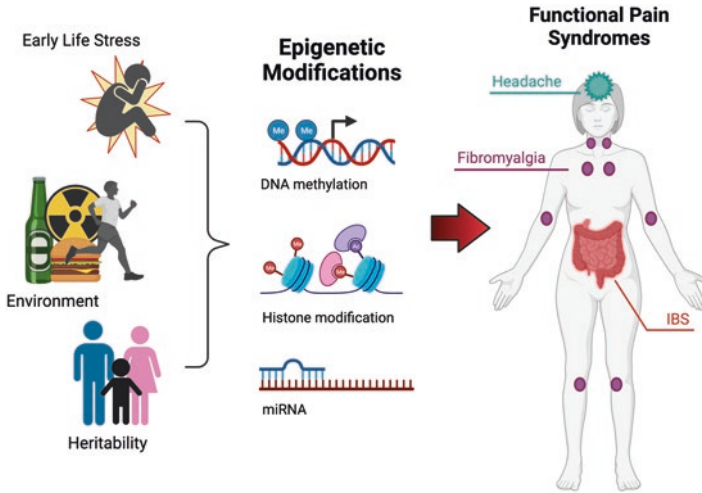 Early Life Stress
Environment
Heritability
Epigenetic
Modifications
Me Me
DNA methylation
Me
Me
Ac
Ac
Histone modification
miRNA
Functional Pain
Syndromes
Headache
Fibromyalgia
IBS